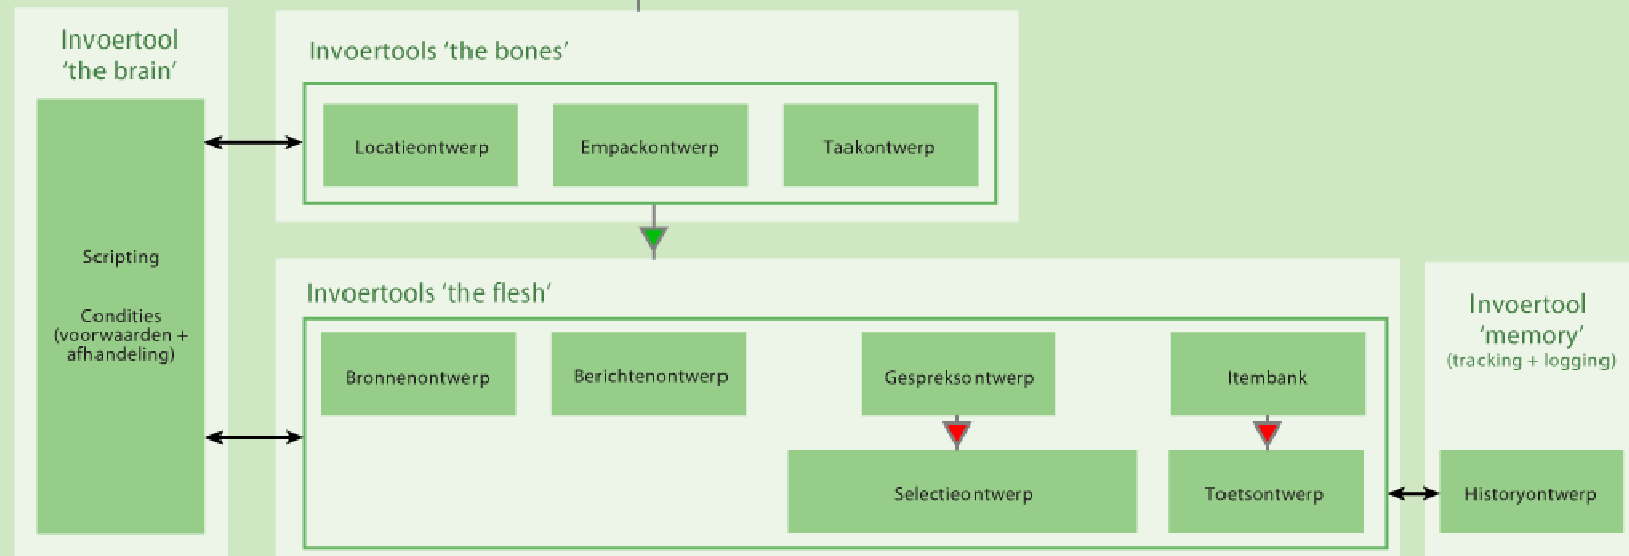 Invoertool
‘the brain’
Scripting
Condities
(voorwaarden +
afhandeling)
Invoertools ‘the bones’
Locatieontwerp
Empackontwerp
Taakontwerp
Invoertools ‘the flesh’
Bronnenontwerp
Berichtenontwerp
Gespreksontwerp
Itembank
Selectieontwerp
Toetsontwerp
Invoertool
‘memory’
(tracking + logging)
Historyontwerp